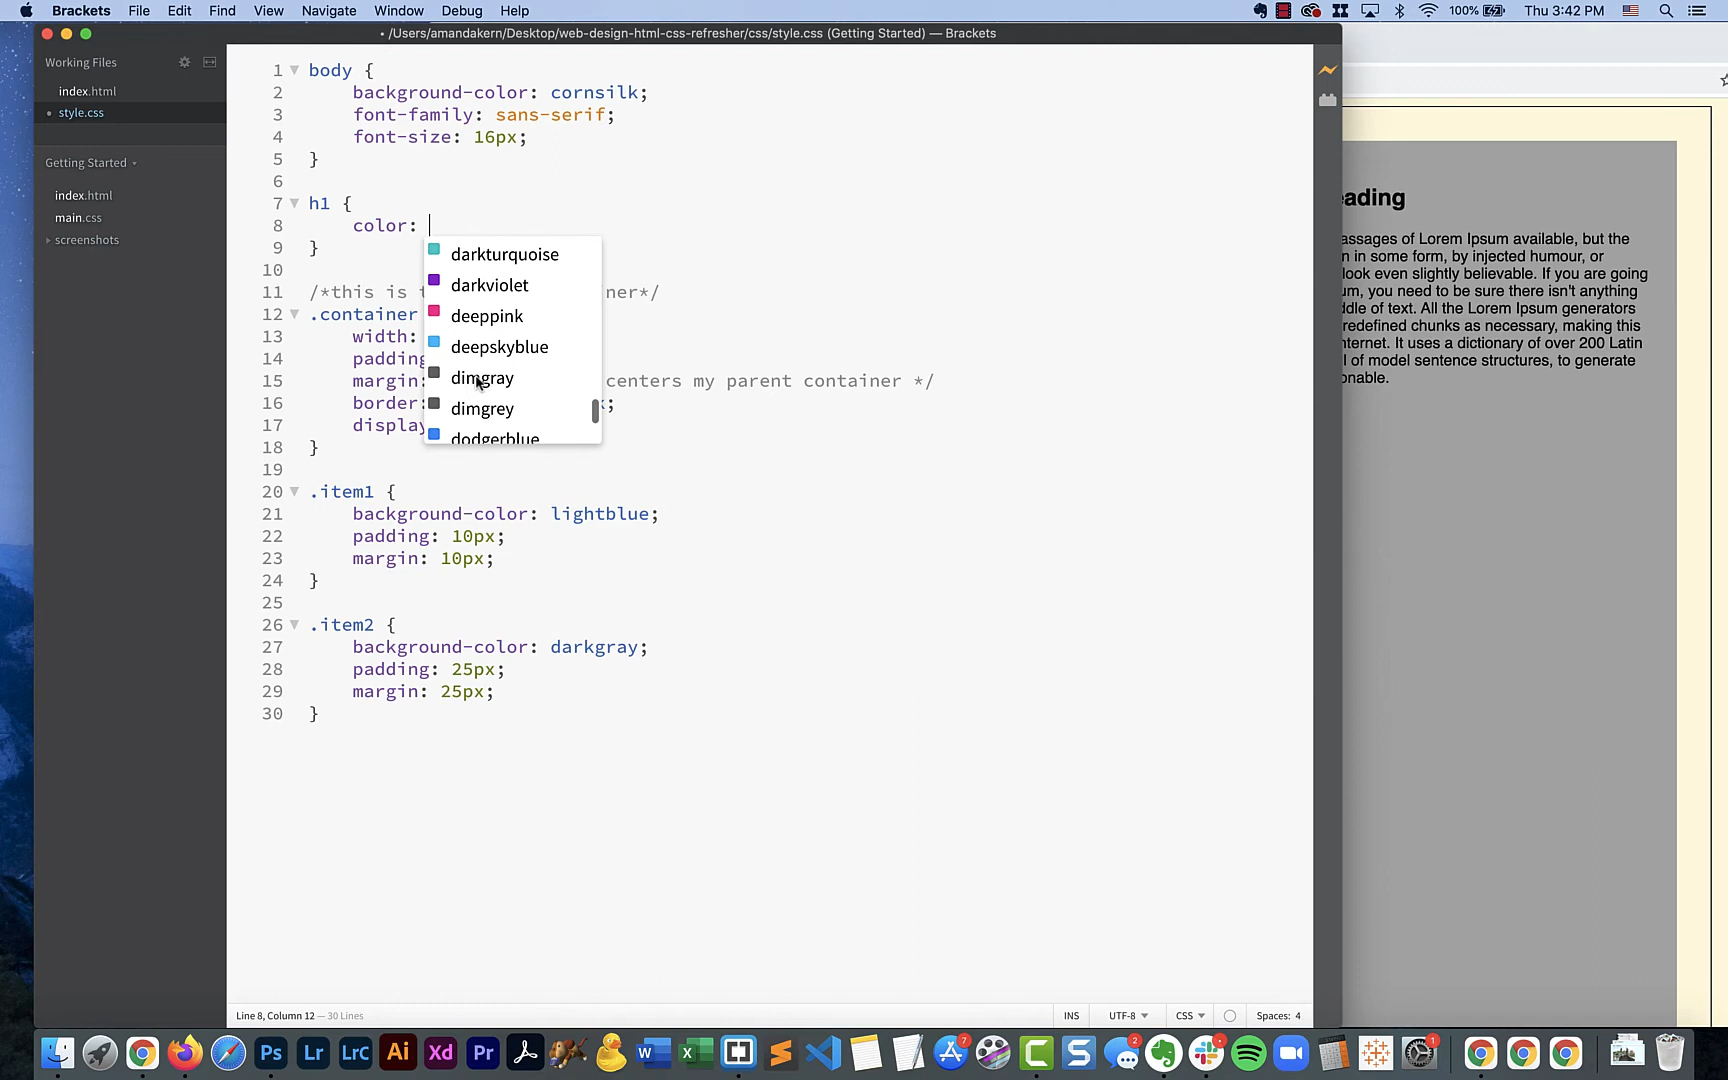 Brackets File Edit Find View Navigate Window Debug Help 100% Thu 3:42 PM
• /Users/amandakern/Desktop/web-design-html-css-refresher/css/style.css (Getting Started) — Brackets
Working Files
index.html
• style.css
Getting Started
index.html
main.css
screenshots
1 body {
2 background-color: cornsilk;
3 font-family: sans-serif;
4 font-size: 16px;
5 }
6
7 h1 {
8 color:
9 }
10
11 /*this is t ner*/
12 .container
13 width:
14 padding
15 margin: centers my parent container */
16 border: ;
17 display
18 }
19
20 .item1 {
21 background-color: lightblue;
22 padding: 10px;
23 margin: 10px;
24 }
25
26 .item2 {
27 background-color: darkgray;
28 padding: 25px;
29 margin: 25px;
30 }
darkturquoise
darkviolet
deeppink
deepskyblue
dimgray
dimgrey
dodgerblue
eading
assages of Lorem Ipsum available, but the
n in some form, by injected humour, or
look even slightly believable. If you are going
um, you need to be sure there isn't anything
ddle of text. All the Lorem Ipsum generators
redefined chunks as necessary, making this
nternet. It uses a dictionary of over 200 Latin
l of model sentence structures, to generate
onable.
Line 8, Column 12 — 30 Lines
INS UTF-8 CSS Spaces: 4
Ps Lr LrC Ai Xd Pr W X 7 C S 2 1